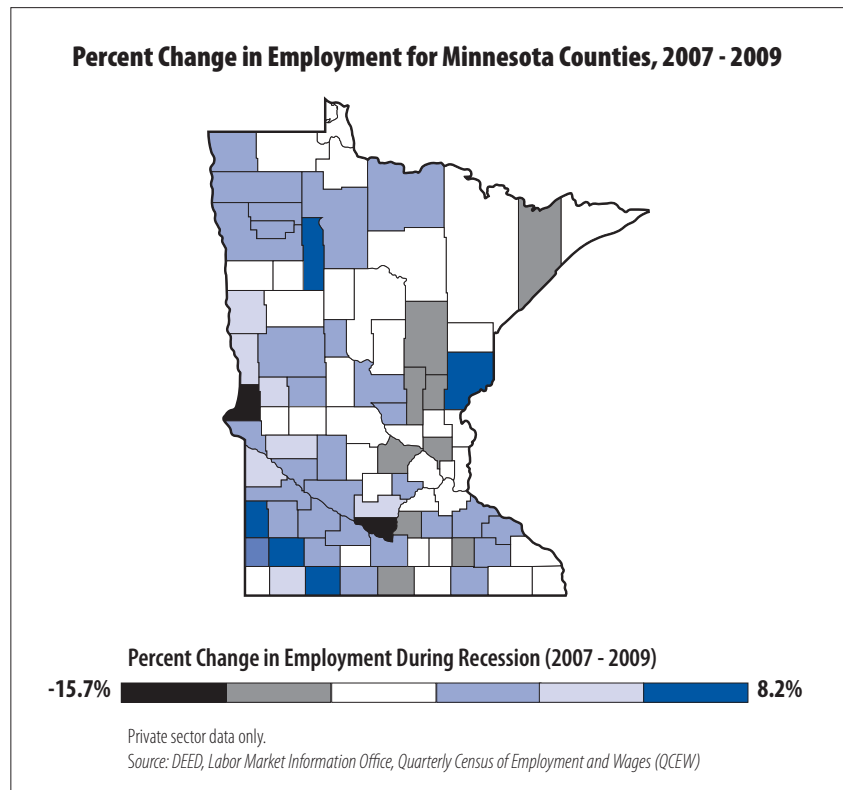 Percent Change in Employment for Minnesota Counties, 2007 - 2009
Percent Change in Employment During Recession (2007 - 2009)
-15.7% 8.2%
Private sector data only.
Source: DEED, Labor Market Information Office, Quarterly Census of Employment and Wages (QCEW)